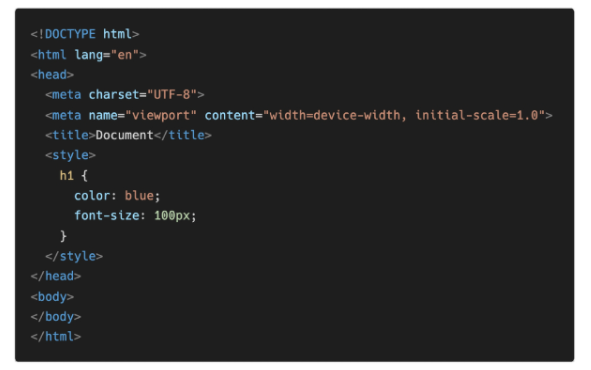 <!DOCTYPE html>
<html lang="en">
<head>
  <meta charset="UTF-8">
  <meta name="viewport" content="width=device-width, initial-scale=1.0">
  <title>Document</title>
  <style>
    h1 {
      color: blue;
      font-size: 100px;
    }
  </style>
</head>
<body>
</body>
</html>